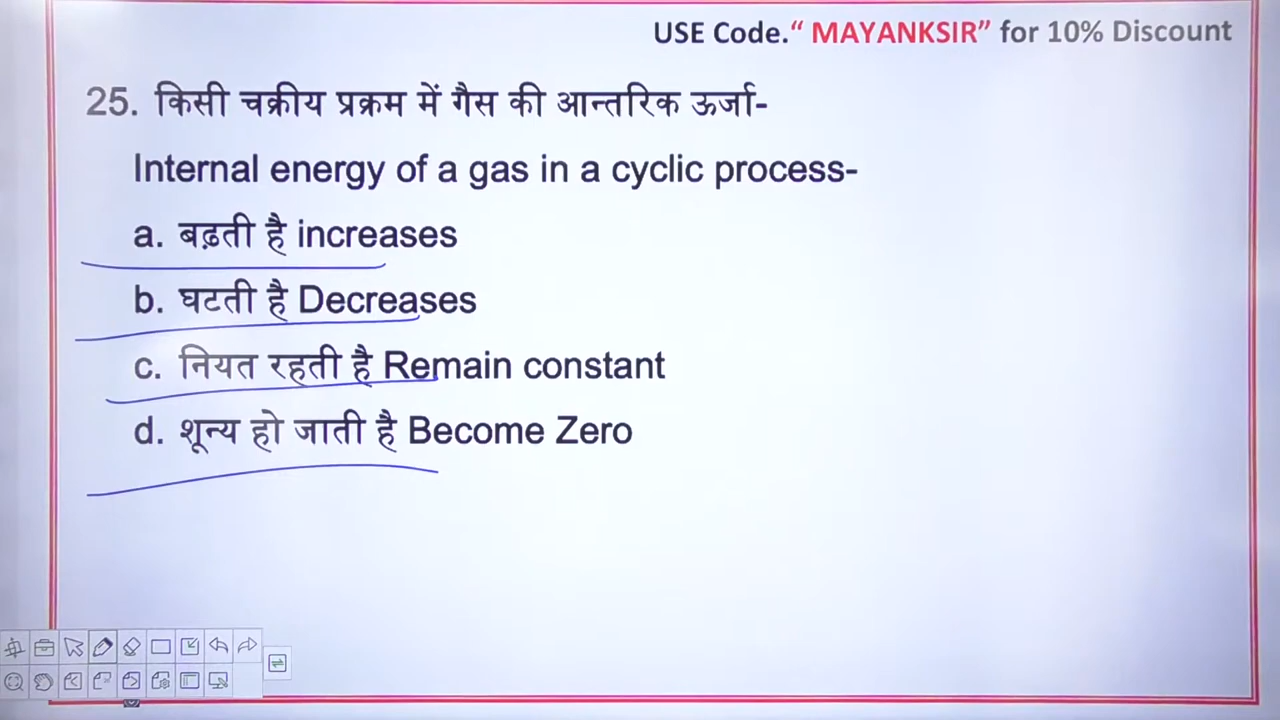 USE Code.“ MAYANKSIR” for 10% Discount
25. किसी चक्रीय प्रक्रम में गैस की आन्तरिक ऊर्जा-
Internal energy of a gas in a cyclic process-
a. बढ़ती है increases
b. घटती है Decreases
c. नियत रहती है Remain constant
d. शून्य हो जाती है Become Zero